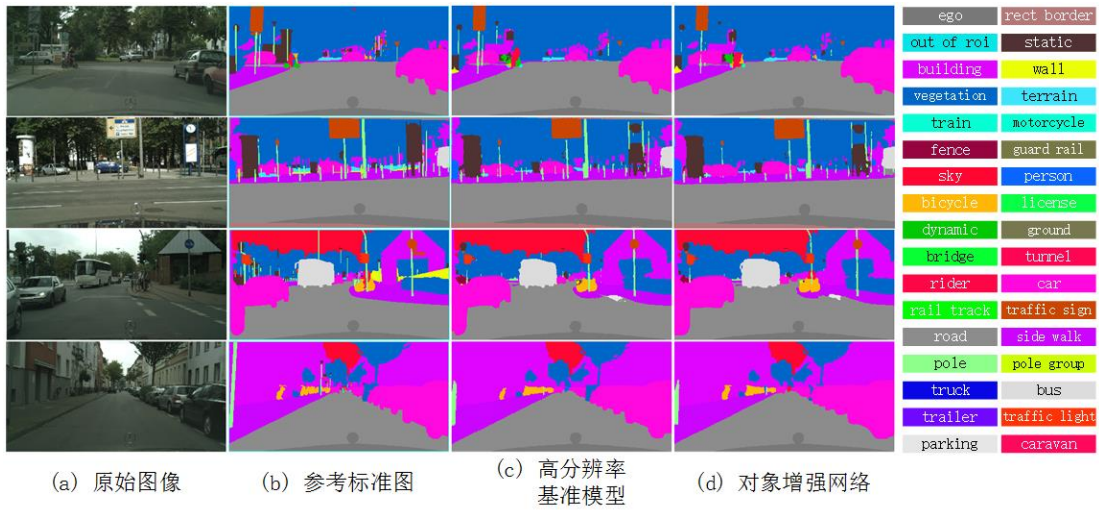 ego rect border
out of roi static
building wall
vegetation terrain
train motorcycle
fence guard rail
sky person
bicycle license
dynamic ground
bridge tunnel
rider car
rail track traffic sign
road side walk
pole pole group
truck bus
trailer traffic light
parking caravan
(a) 原始图像
(b) 参考标准图
(c) 高分辨率
基准模型
(d) 对象增强网络